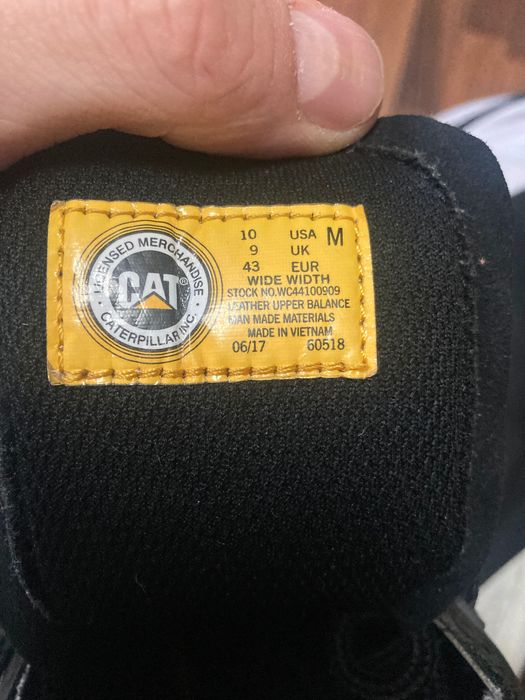 LICENSED MERCHANDISE
CAT®
CATERPILLAR INC.
10 USA M
9 UK
43 EUR
WIDE WIDTH
STOCK NO.WC44100909
LEATHER UPPER BALANCE
MAN MADE MATERIALS
MADE IN VIETNAM
06/17 60518